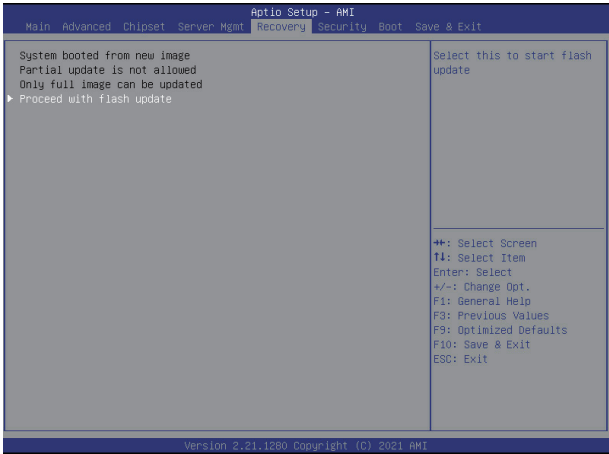 Aptio Setup - AMI
Main Advanced Chipset Server Mgmt Recovery Security Boot Save & Exit
System booted from new image
Partial update is not allowed
Only full image can be updated
Proceed with flash update
Select this to start flash
update
→←: Select Screen
↑↓: Select Item
Enter: Select
+/-: Change Opt.
F1: General Help
F3: Previous Values
F9: Optimized Defaults
F10: Save & Exit
ESC: Exit
Version 2.21.1280 Copyright (C) 2021 AMI